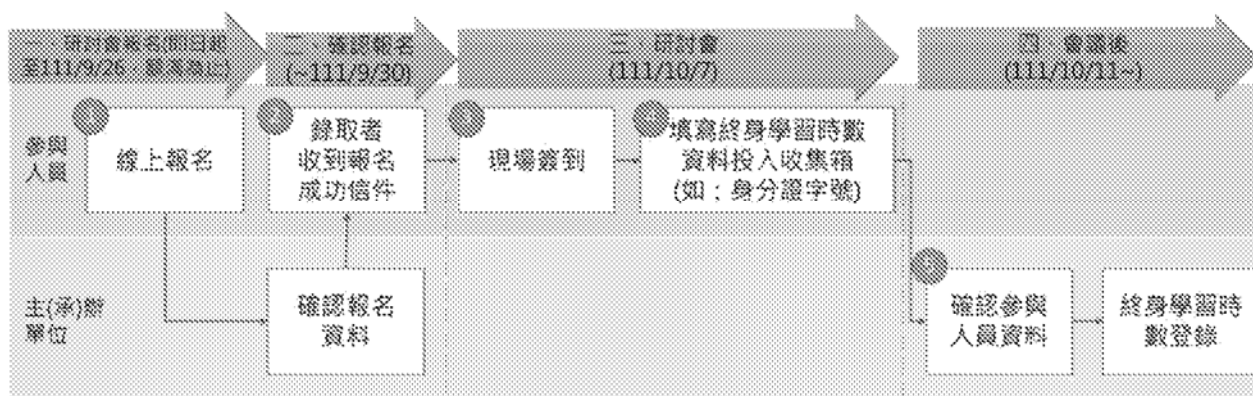 一、研討會報名(即日起
至111/9/26，額滿為止)
二、確認報名
(~111/9/30)
三、研討會
(111/10/7)
四、會議後
(111/10/11~)
參與
人員
1
線上報名
2
錄取者
收到報名
成功信件
3
現場簽到
4
填寫終身學習時數
資料投入收集箱
(如；身分證字號)
主(承)辦
單位
確認報名
資料
5
確認參與
人員資料
終身學習時
數登錄